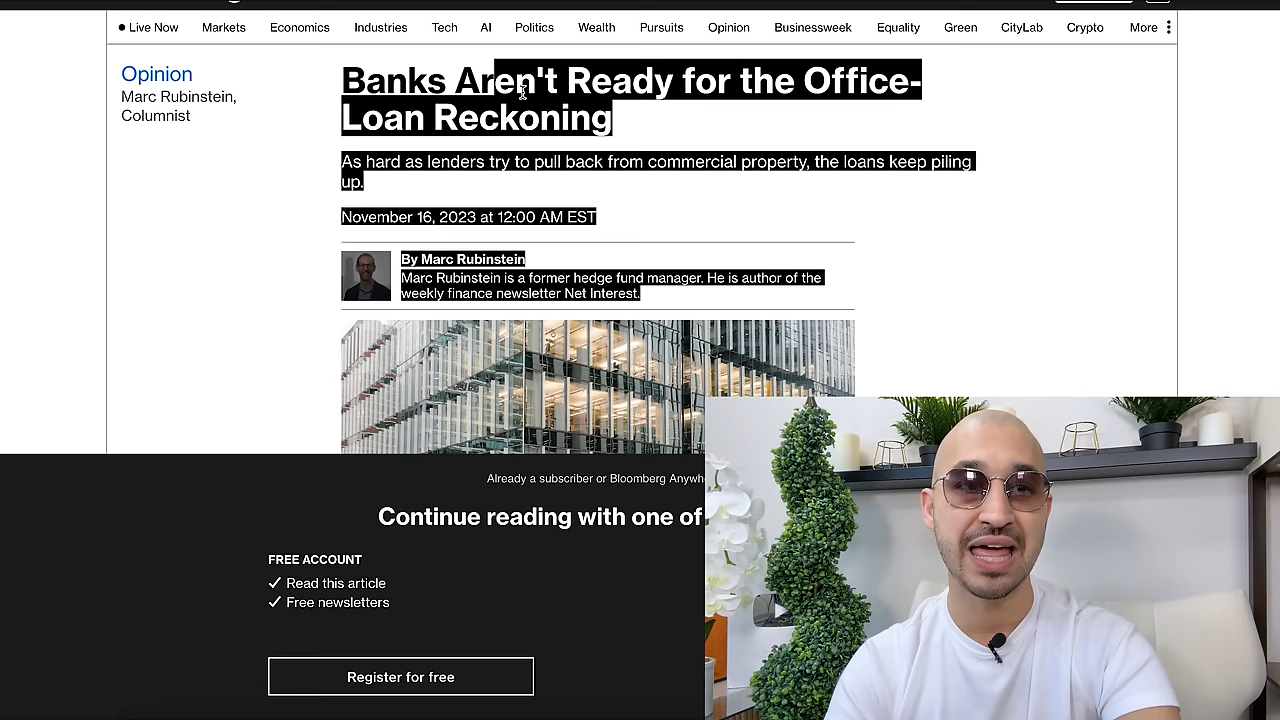 Live Now Markets Economics Industries Tech AI Politics Wealth Pursuits Opinion Businessweek Equality Green CityLab Crypto More
Opinion
Marc Rubinstein,
Columnist
Banks Aren't Ready for the Office-
Loan Reckoning
As hard as lenders try to pull back from commercial property, the loans keep piling
up.
November 16, 2023 at 12:00 AM EST
By Marc Rubinstein
Marc Rubinstein is a former hedge fund manager. He is author of the
weekly finance newsletter Net Interest.
Already a subscriber or Bloomberg Anywh
Continue reading with one of
FREE ACCOUNT
✓ Read this article
✓ Free newsletters
Register for free